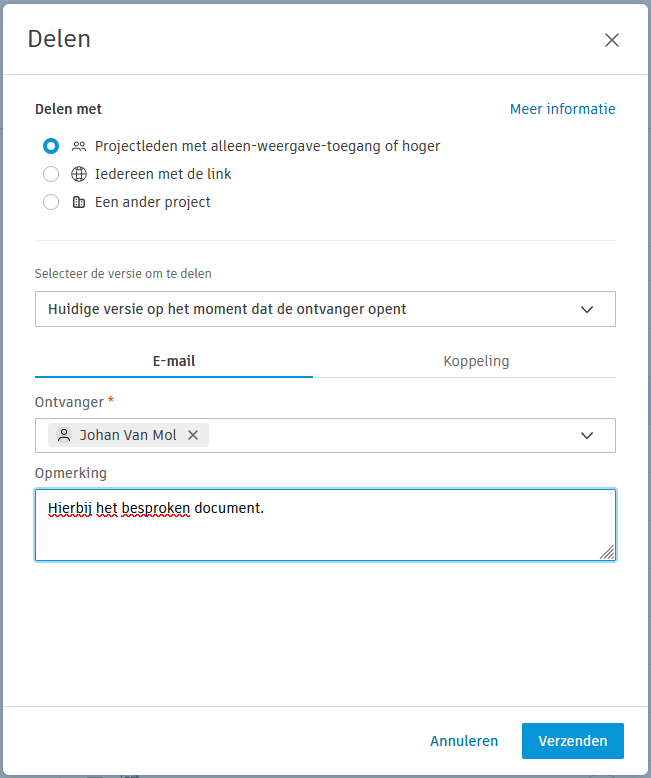 Delen
Delen met
Meer informatie
Projectleden met alleen-weergave-toegang of hoger
Iedereen met de link
Een ander project
Selecteer de versie om te delen
Huidige versie op het moment dat de ontvanger opent
E-mail
Koppeling
Ontvanger *
Johan Van Mol
Opmerking
Hierbij het besproken document.
Annuleren
Verzenden